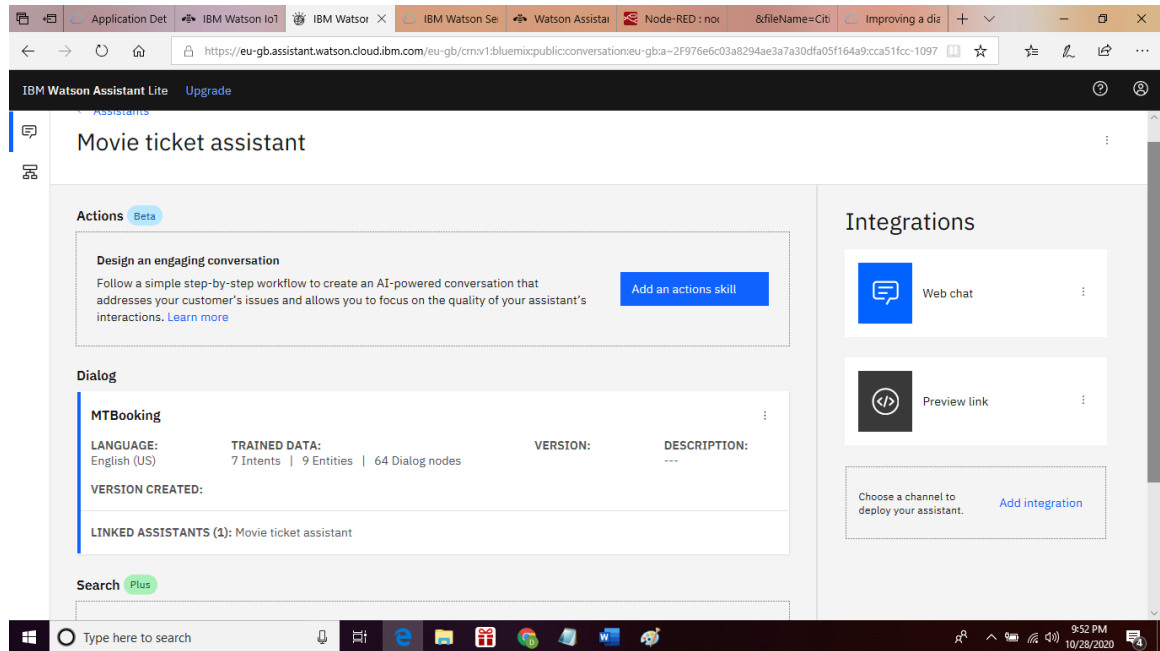 Application Det
IBM Watson IoT
IBM Watsor
IBM Watson Se
Watson Assista
Node-RED : no
&fileName=Citi
Improving a dia
https://eu-gb.assistant.watson.cloud.ibm.com/eu-gb/crn:v1:bluemix:public:conversation:eu-gb:a~2F976e6c03a8294ae3a7a30dfa05f164a9:cca51fcc-1097
IBM Watson Assistant Lite Upgrade
Assistants
Movie ticket assistant
Actions Beta
Design an engaging conversation
Follow a simple step-by-step workflow to create an AI-powered conversation that
addresses your customer's issues and allows you to focus on the quality of your assistant's
interactions. Learn more
Add an actions skill
Dialog
MTBooking
LANGUAGE: TRAINED DATA: VERSION: DESCRIPTION:
English (US) 7 Intents | 9 Entities | 64 Dialog nodes ---
VERSION CREATED:
LINKED ASSISTANTS (1): Movie ticket assistant
Search Plus
Integrations
Web chat
Preview link
Choose a channel to
deploy your assistant.
Add integration
Type here to search
9:52 PM
10/28/2020
4